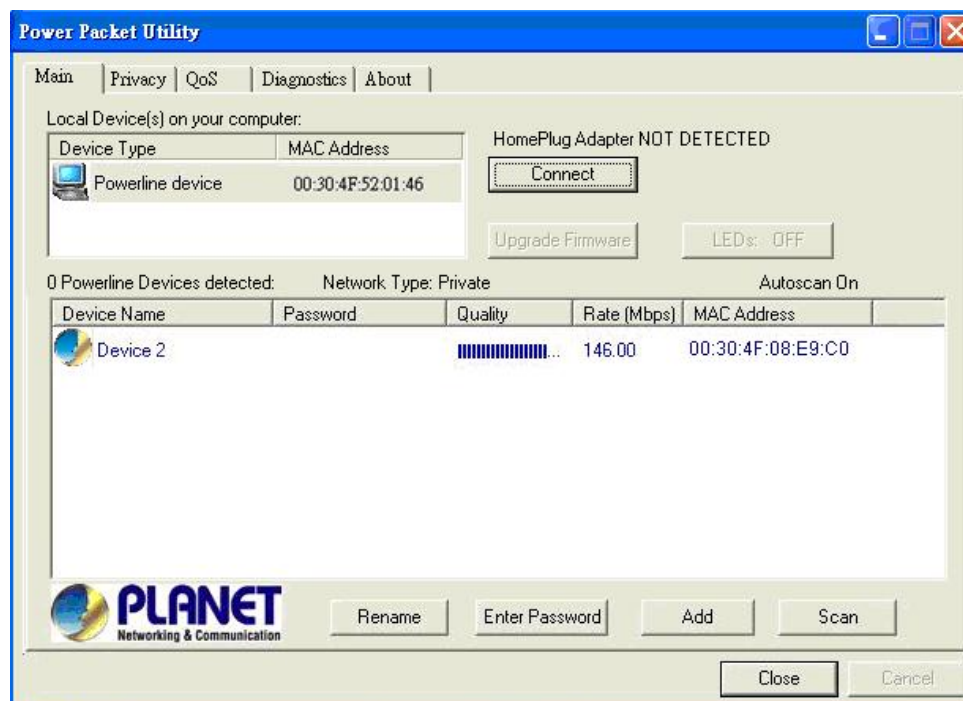 Power Packet Utility
Main Privacy QoS Diagnostics About
Local Device(s) on your computer:
Device Type MAC Address
Powerline device 00:30:4F:52:01:46
HomePlug Adapter NOT DETECTED
Connect
Upgrade Firmware LEDs: OFF
0 Powerline Devices detected: Network Type: Private Autoscan On
Device Name Password Quality Rate (Mbps) MAC Address
Device 2 ... 146.00 00:30:4F:08:E9:C0
PLANET
Networking & Communication
Rename Enter Password Add Scan
Close Cancel